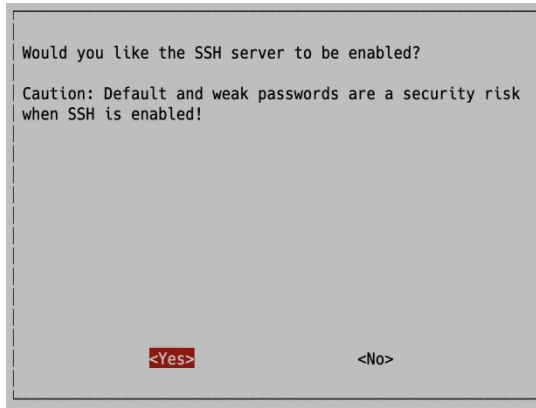 Would you like the SSH server to be enabled?
Caution: Default and weak passwords are a security risk
when SSH is enabled!
<Yes> <No>